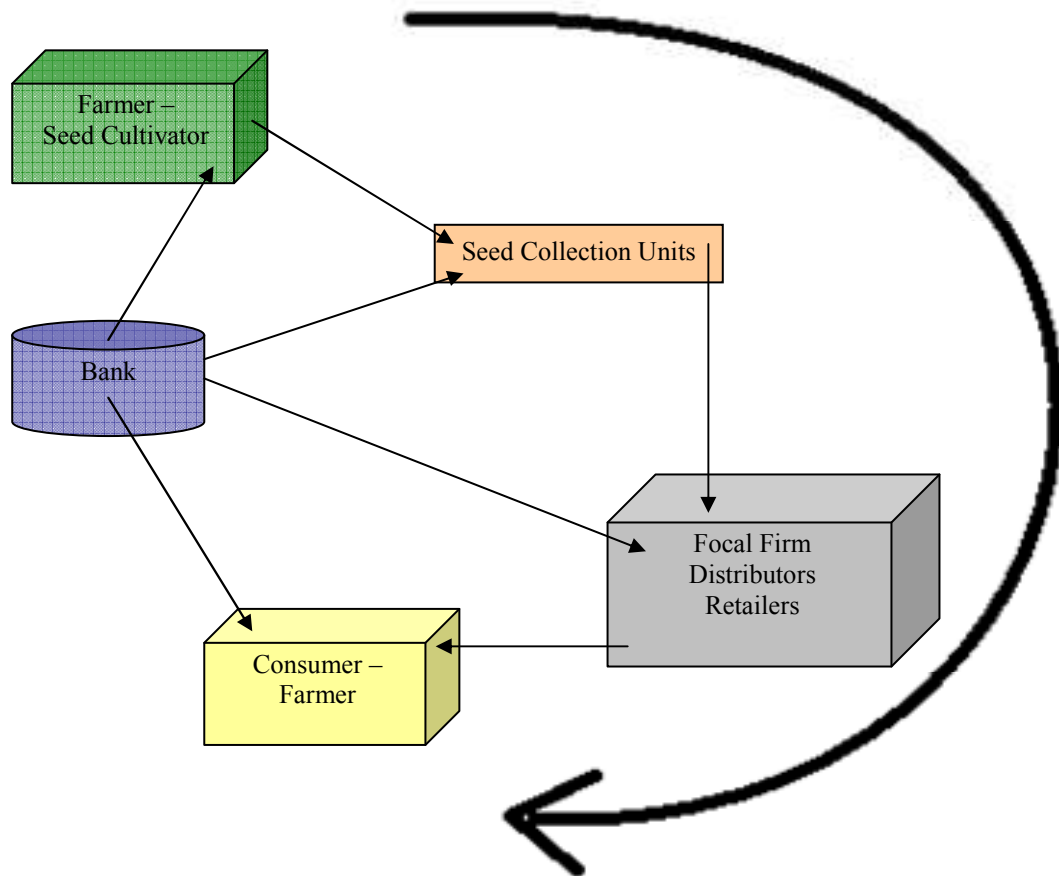 Farmer –
Seed Cultivator
Seed Collection Units
Bank
Focal Firm
Distributors
Retailers
Consumer –
Farmer